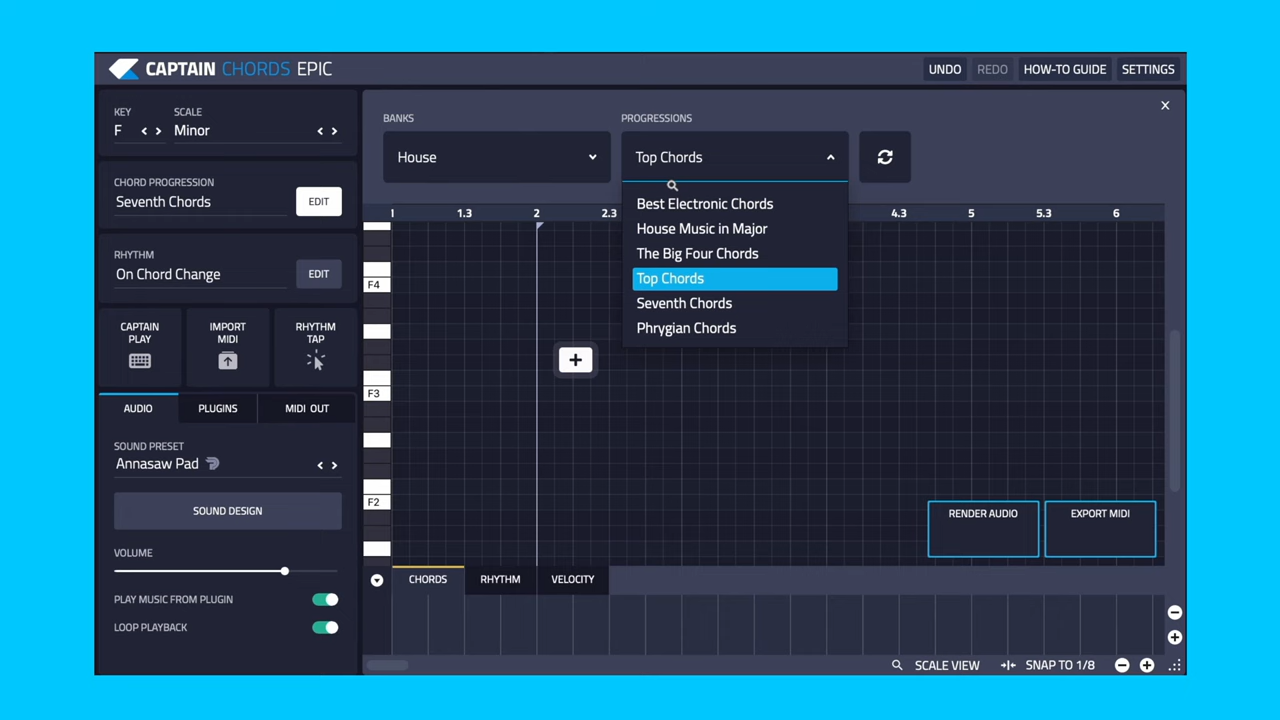 CAPTAIN CHORDS EPIC
UNDO
REDO
HOW-TO GUIDE
SETTINGS
KEY
F
SCALE
Minor
CHORD PROGRESSION
Seventh Chords
EDIT
RHYTHM
On Chord Change
EDIT
CAPTAIN
PLAY
IMPORT
MIDI
RHYTHM
TAP
AUDIO
PLUGINS
MIDI OUT
SOUND PRESET
Annasaw Pad
SOUND DESIGN
VOLUME
PLAY MUSIC FROM PLUGIN
LOOP PLAYBACK
BANKS
House
PROGRESSIONS
Top Chords
Best Electronic Chords
House Music in Major
The Big Four Chords
Top Chords
Seventh Chords
Phrygian Chords
1 1.3 2 2.3 4.3 5 5.3 6
F4
F3
F2
RENDER AUDIO
EXPORT MIDI
CHORDS
RHYTHM
VELOCITY
SCALE VIEW
SNAP TO 1/8